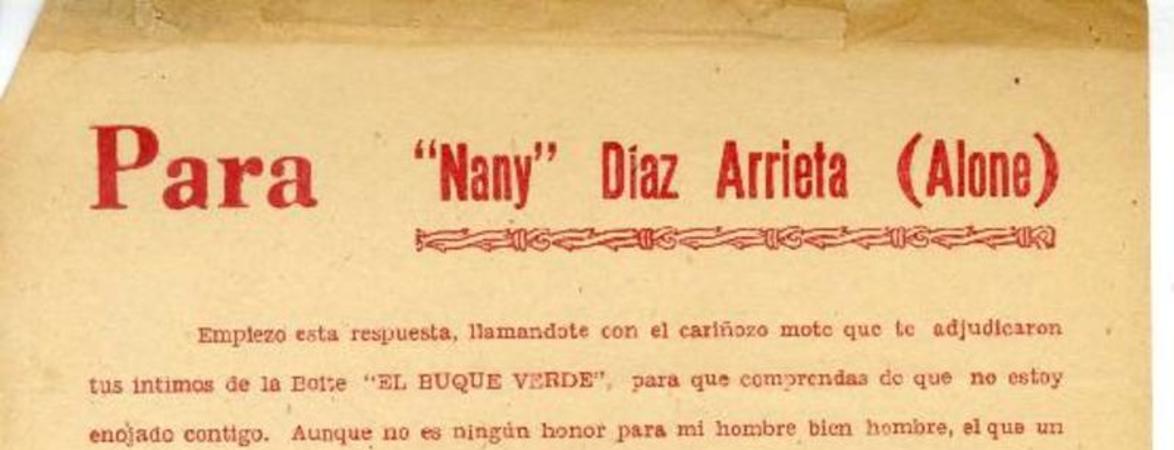 Para "Nany" Díaz Arrieta (Alone)
Empiezo esta respuesta, llamandote con el cariñozo mote que te adjudicaron
tus intimos de la Boite "EL BUQUE VERDE", para que comprendas de que no estoy
enojado contigo. Aunque no es ningún honor para mi hombre bien hombre, el que un